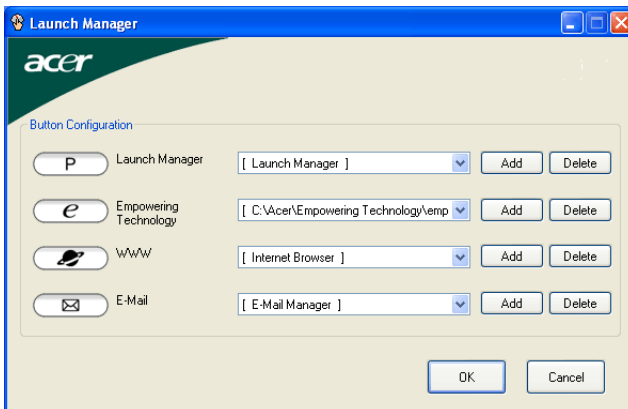 Launch Manager
acer
Button Configuration
P Launch Manager [ Launch Manager ] Add Delete
e Empowering Technology [ C:\Acer\Empowering Technology\emp Add Delete
WWW [ Internet Browser ] Add Delete
E-Mail [ E-Mail Manager ] Add Delete
OK Cancel